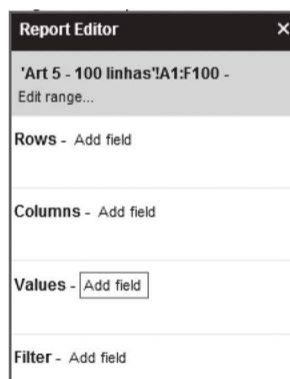 Report Editor ×
'Art 5 - 100 linhas'!A1:F100 -
Edit range...
Rows - Add field
Columns - Add field
Values - Add field
Filter - Add field